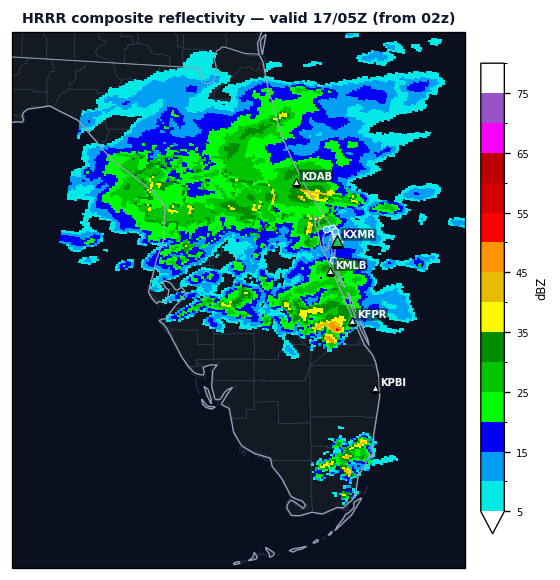 HRRR composite reflectivity — valid 17/05Z (from 02z)
KDAB
KXMR
KMLB
KFPR
KPBI
75
65
55
45
35
25
15
5
dBZ